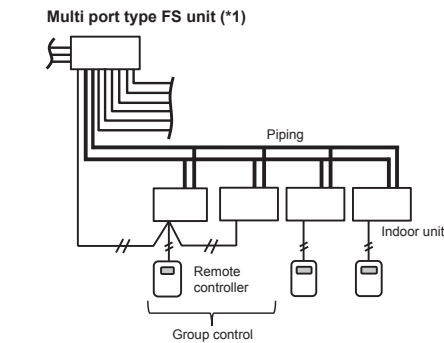 Multi port type FS unit (*1)
Piping
Indoor unit
Remote
controller
Group control